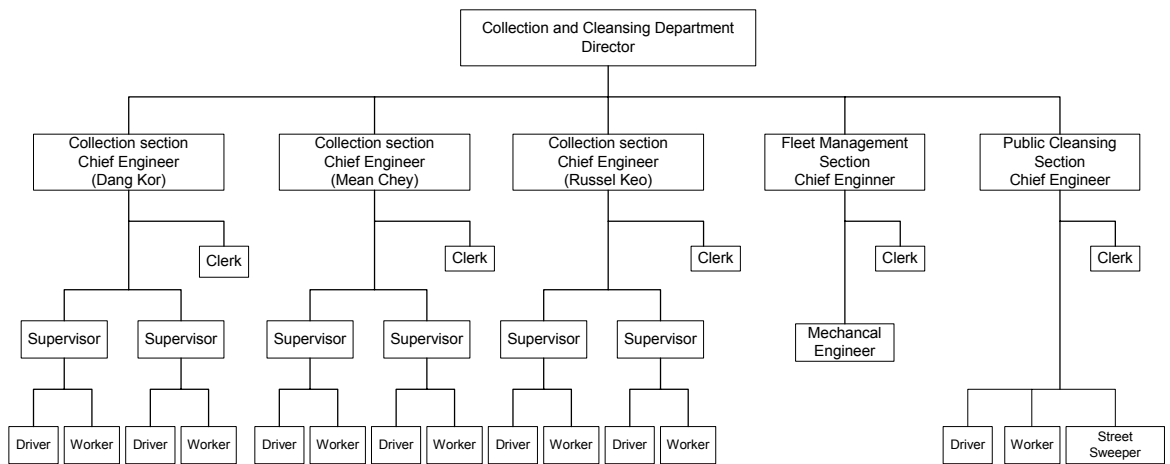 Collection and Cleansing Department
Director
Collection section
Chief Engineer
(Dang Kor)
Collection section
Chief Engineer
(Mean Chey)
Collection section
Chief Engineer
(Russel Keo)
Fleet Management
Section
Chief Enginner
Public Cleansing
Section
Chief Engineer
Clerk
Clerk
Clerk
Clerk
Clerk
Supervisor
Supervisor
Supervisor
Supervisor
Supervisor
Supervisor
Mechancal
Engineer
Driver
Worker
Driver
Worker
Driver
Worker
Driver
Worker
Driver
Worker
Driver
Worker
Driver
Worker
Street
Sweeper